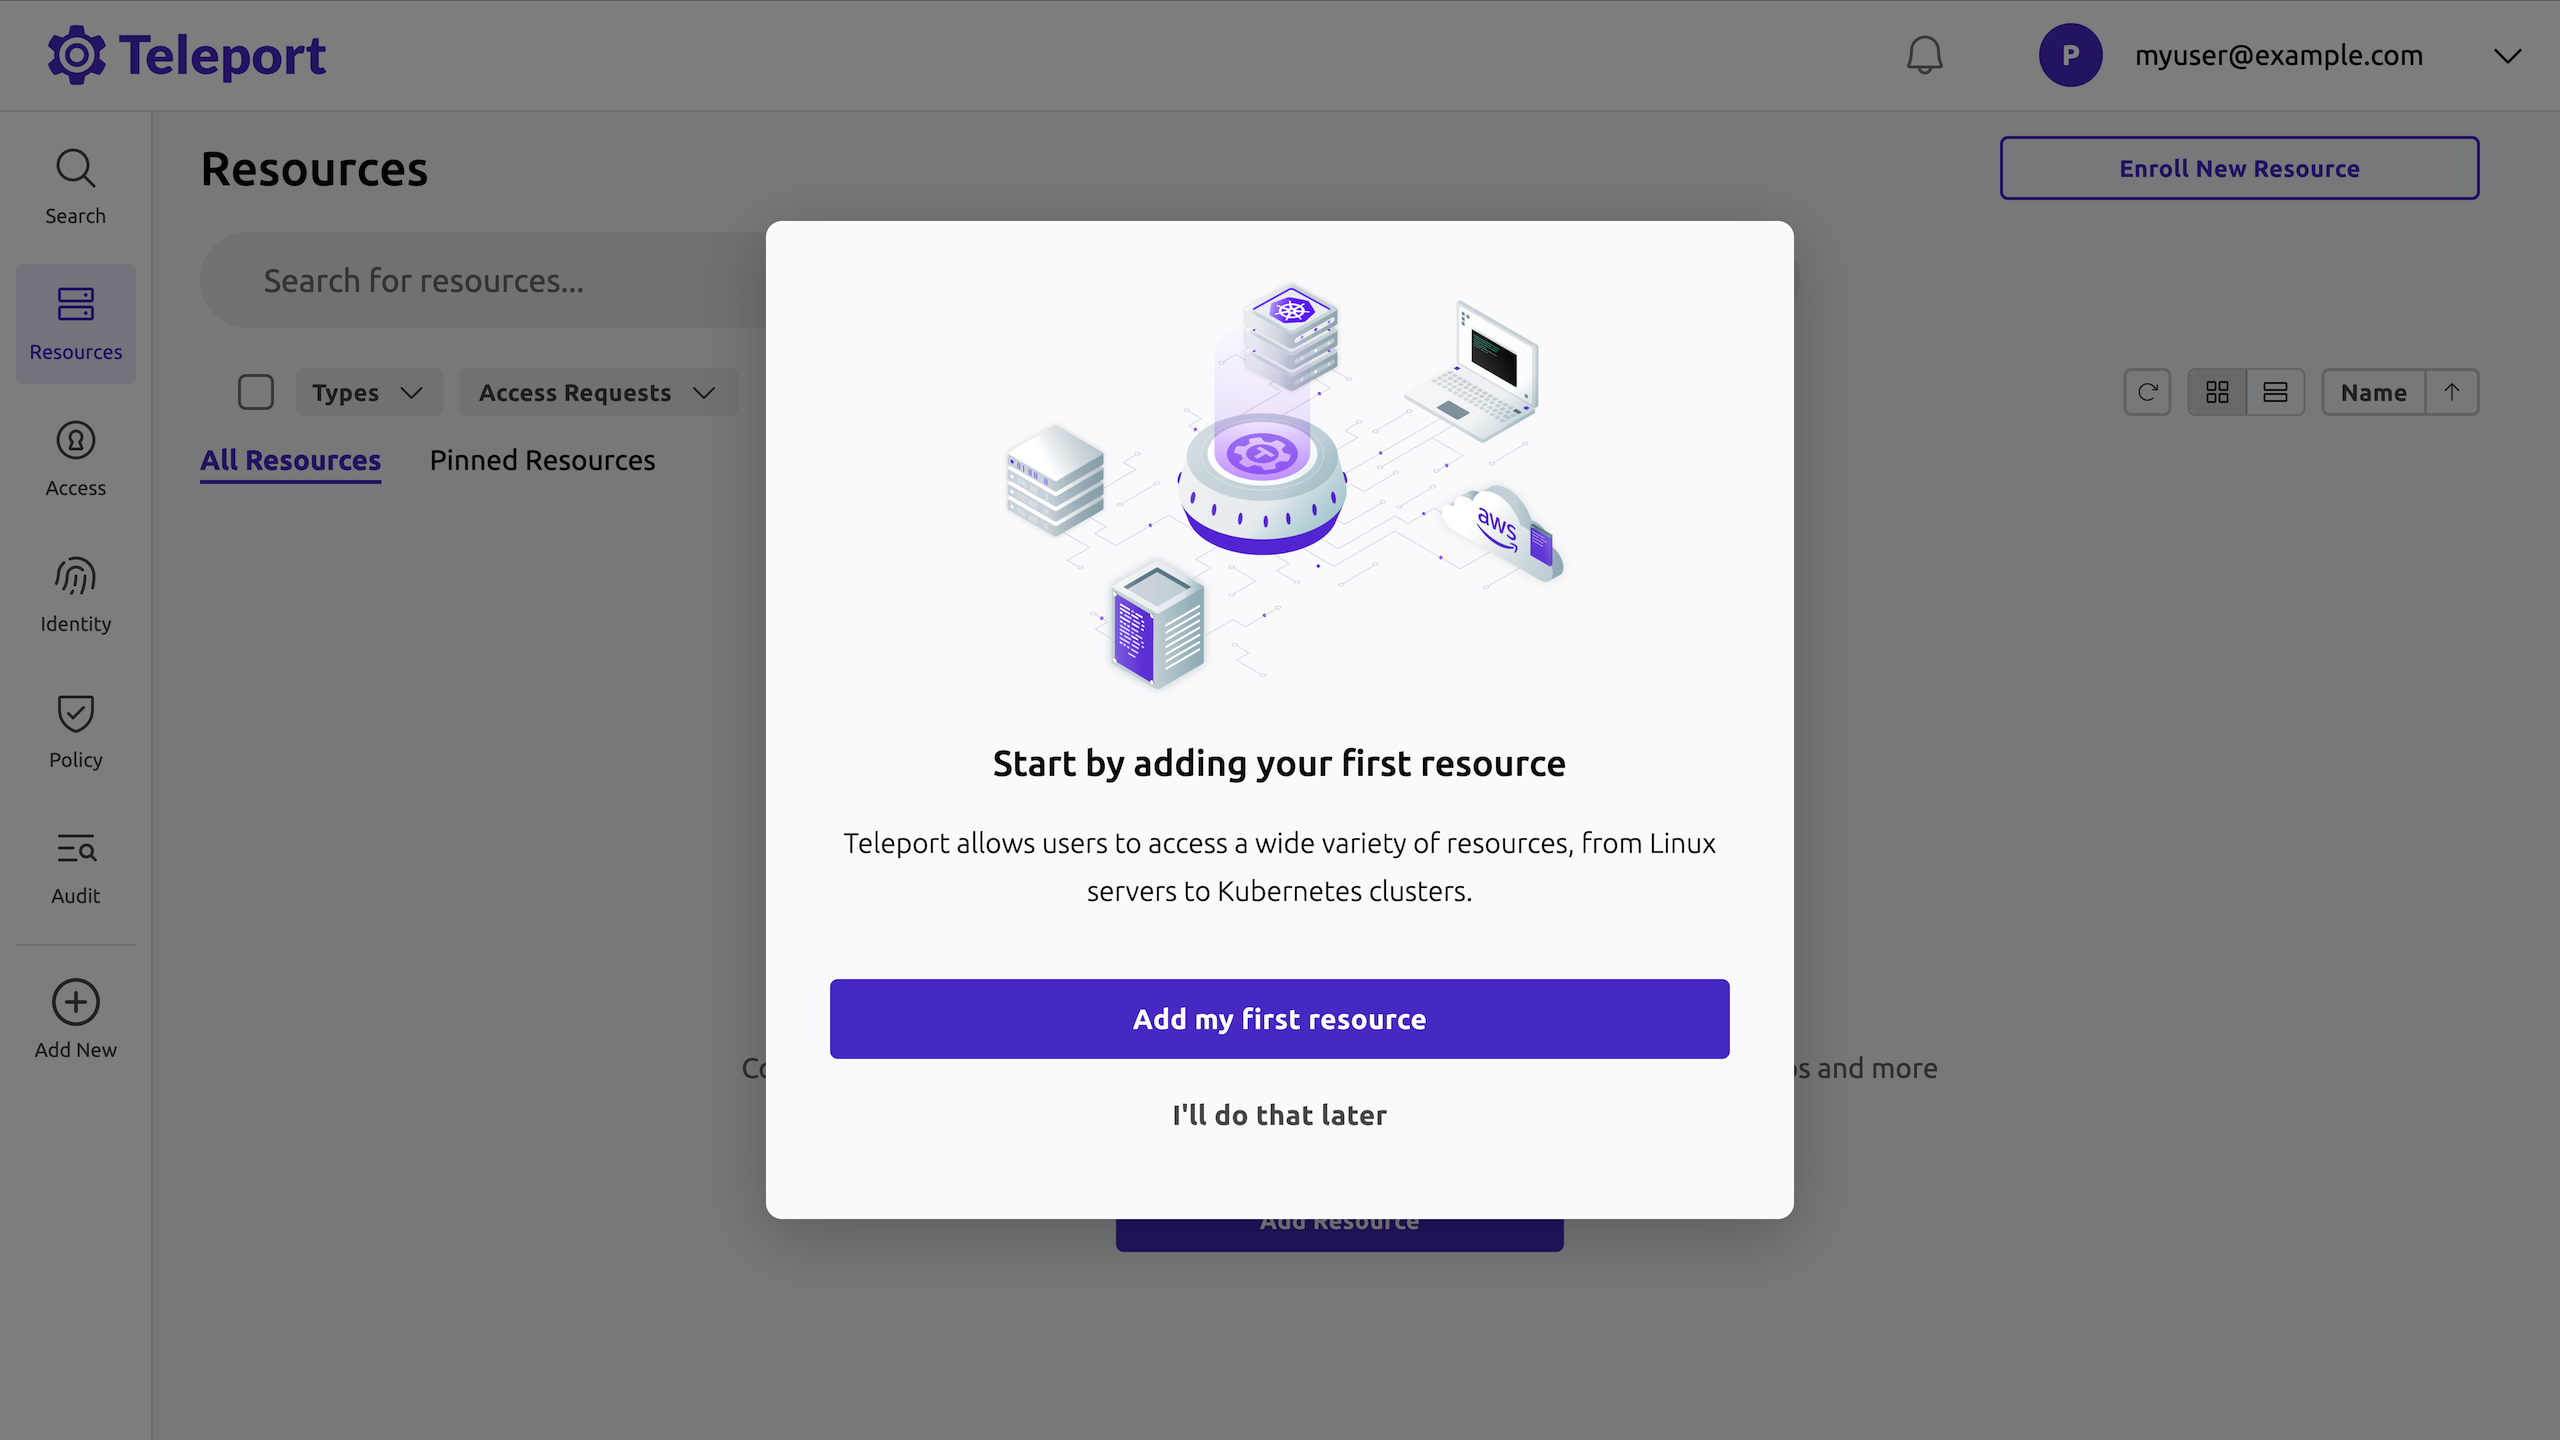 Teleport
P
myuser@example.com
Search
Resources
Access
Identity
Policy
Audit
Add New
Resources
Enroll New Resource
Search for resources...
Types
Access Requests
Name
All Resources
Pinned Resources
aws
Start by adding your first resource
Teleport allows users to access a wide variety of resources, from Linux
servers to Kubernetes clusters.
Add my first resource
and more
I'll do that later
Add Resource